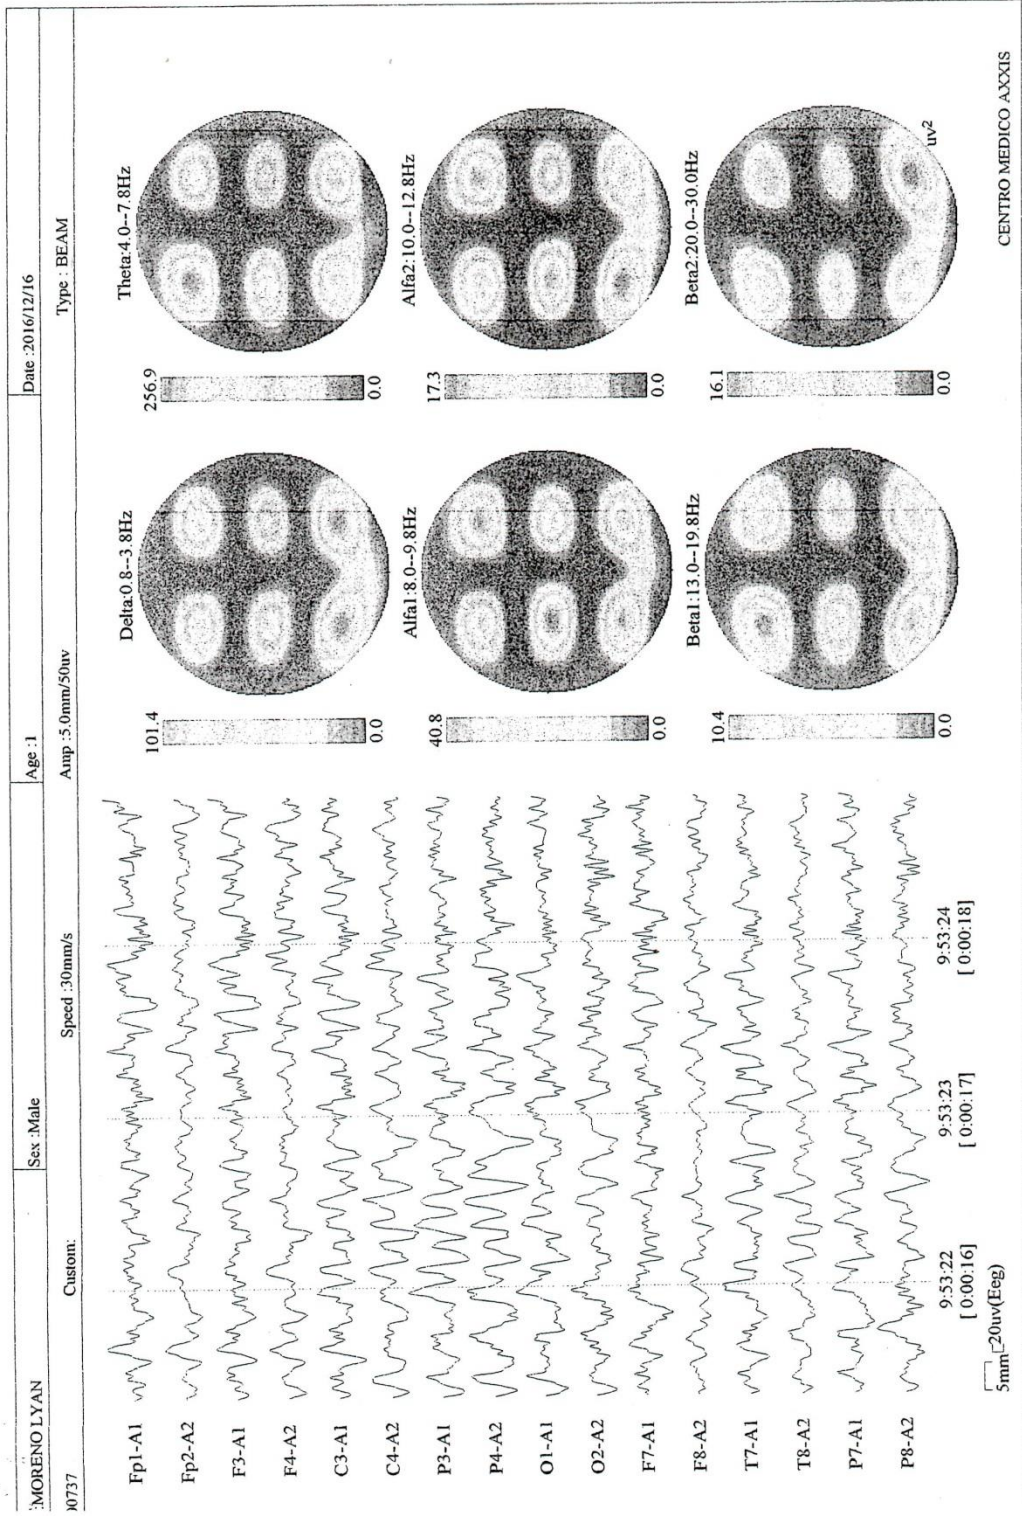 :MORENO LYAN
Sex :Male
Age :1
Date :2016/12/16
00737
Custom:
Speed :30mm/s
Amp :5.0mm/50uv
Type : BEAM
Fp1-A1
Fp2-A2
F3-A1
F4-A2
C3-A1
C4-A2
P3-A1
P4-A2
O1-A1
O2-A2
F7-A1
F8-A2
T7-A1
T8-A2
P7-A1
P8-A2
9:53:22
[ 0:00:16]
9:53:23
[ 0:00:17]
9:53:24
[ 0:00:18]
5mm
20uv(Eeg)
Delta:0.8--3.8Hz
101.4
0.0
Theta:4.0--7.8Hz
256.9
0.0
Alfa1:8.0--9.8Hz
40.8
0.0
Alfa2:10.0--12.8Hz
17.3
0.0
Beta1:13.0--19.8Hz
10.4
0.0
Beta2:20.0--30.0Hz
16.1
0.0
uv2
CENTRO MEDICO AXXIS